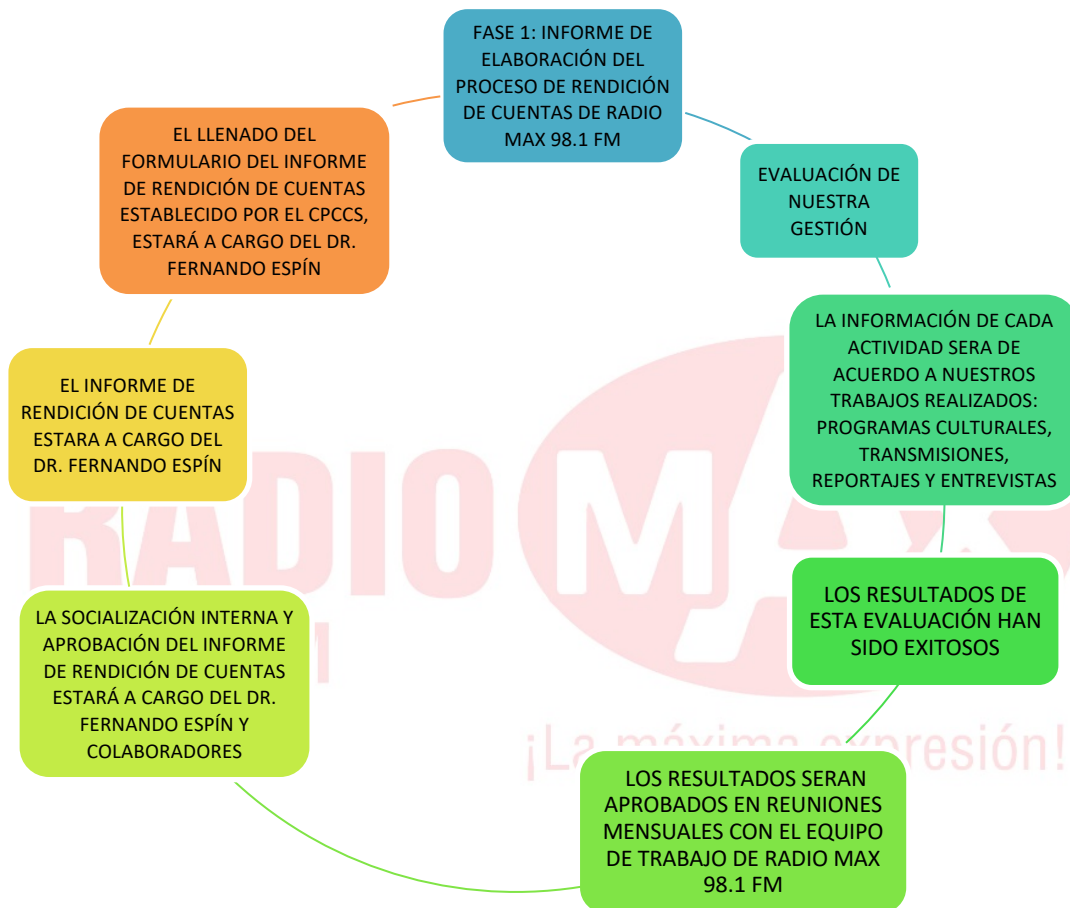 FASE 1: INFORME DE
ELABORACIÓN DEL
PROCESO DE RENDICIÓN
DE CUENTAS DE RADIO
MAX 98.1 FM
EVALUACIÓN DE
NUESTRA
GESTIÓN
LA INFORMACIÓN DE CADA
ACTIVIDAD SERA DE
ACUERDO A NUESTROS
TRABAJOS REALIZADOS:
PROGRAMAS CULTURALES,
TRANSMISIONES,
REPORTAJES Y ENTREVISTAS
LOS RESULTADOS DE
ESTA EVALUACIÓN HAN
SIDO EXITOSOS
LOS RESULTADOS SERAN
APROBADOS EN REUNIONES
MENSUALES CON EL EQUIPO
DE TRABAJO DE RADIO MAX
98.1 FM
LA SOCIALIZACIÓN INTERNA Y
APROBACIÓN DEL INFORME
DE RENDICIÓN DE CUENTAS
ESTARÁ A CARGO DEL DR.
FERNANDO ESPÍN Y
COLABORADORES
EL INFORME DE
RENDICIÓN DE CUENTAS
ESTARA A CARGO DEL
DR. FERNANDO ESPÍN
EL LLENADO DEL
FORMULARIO DEL INFORME
DE RENDICIÓN DE CUENTAS
ESTABLECIDO POR EL CPCCS,
ESTARÁ A CARGO DEL DR.
FERNANDO ESPÍN
RADIO MAX
¡La máxima expresión!